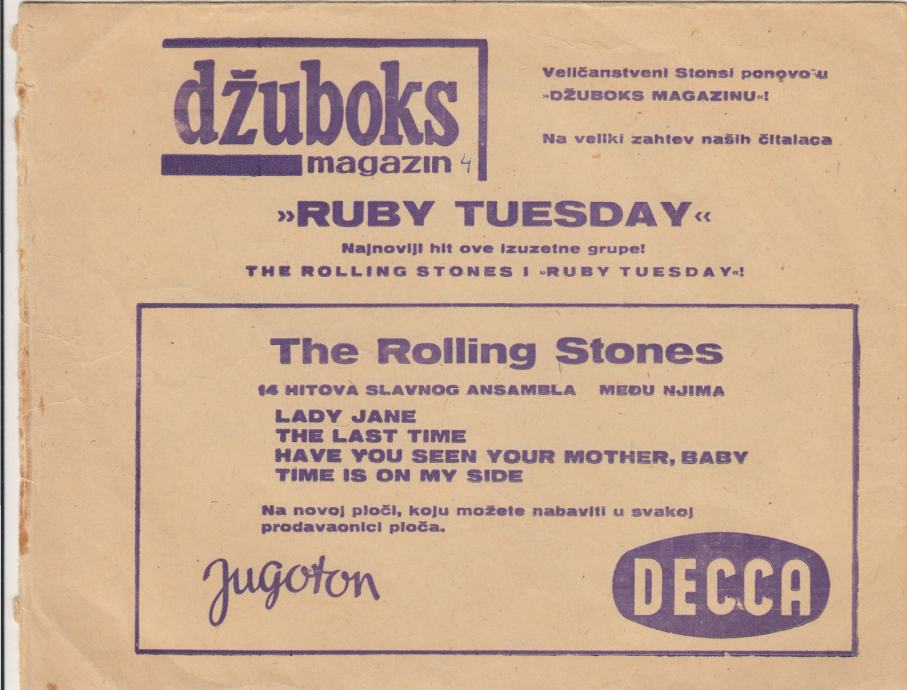 džuboks
magazin 4
Veličanstveni Stonsi ponovo u
»DŽUBOKS MAGAZINU«!
Na veliki zahtev naših čitalaca
»RUBY TUESDAY«
Najnoviji hit ove izuzetne grupe!
THE ROLLING STONES I »RUBY TUESDAY«!
The Rolling Stones
14 HITOVA SLAVNOG ANSAMBLA MEĐU NJIMA
LADY JANE
THE LAST TIME
HAVE YOU SEEN YOUR MOTHER, BABY
TIME IS ON MY SIDE
Na novoj ploči, koju možete nabaviti u svakoj
prodavaonici ploča.
Jugoton
DECCA